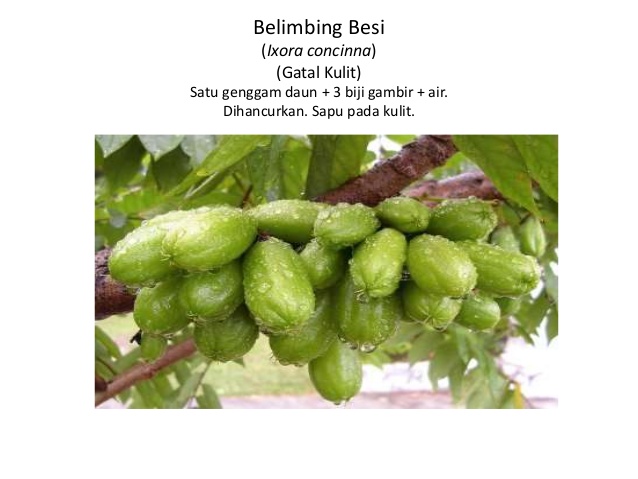 Belimbing Besi
(Ixora concinna)
(Gatal Kulit)
Satu genggam daun + 3 biji gambir + air.
Dihancurkan. Sapu pada kulit.